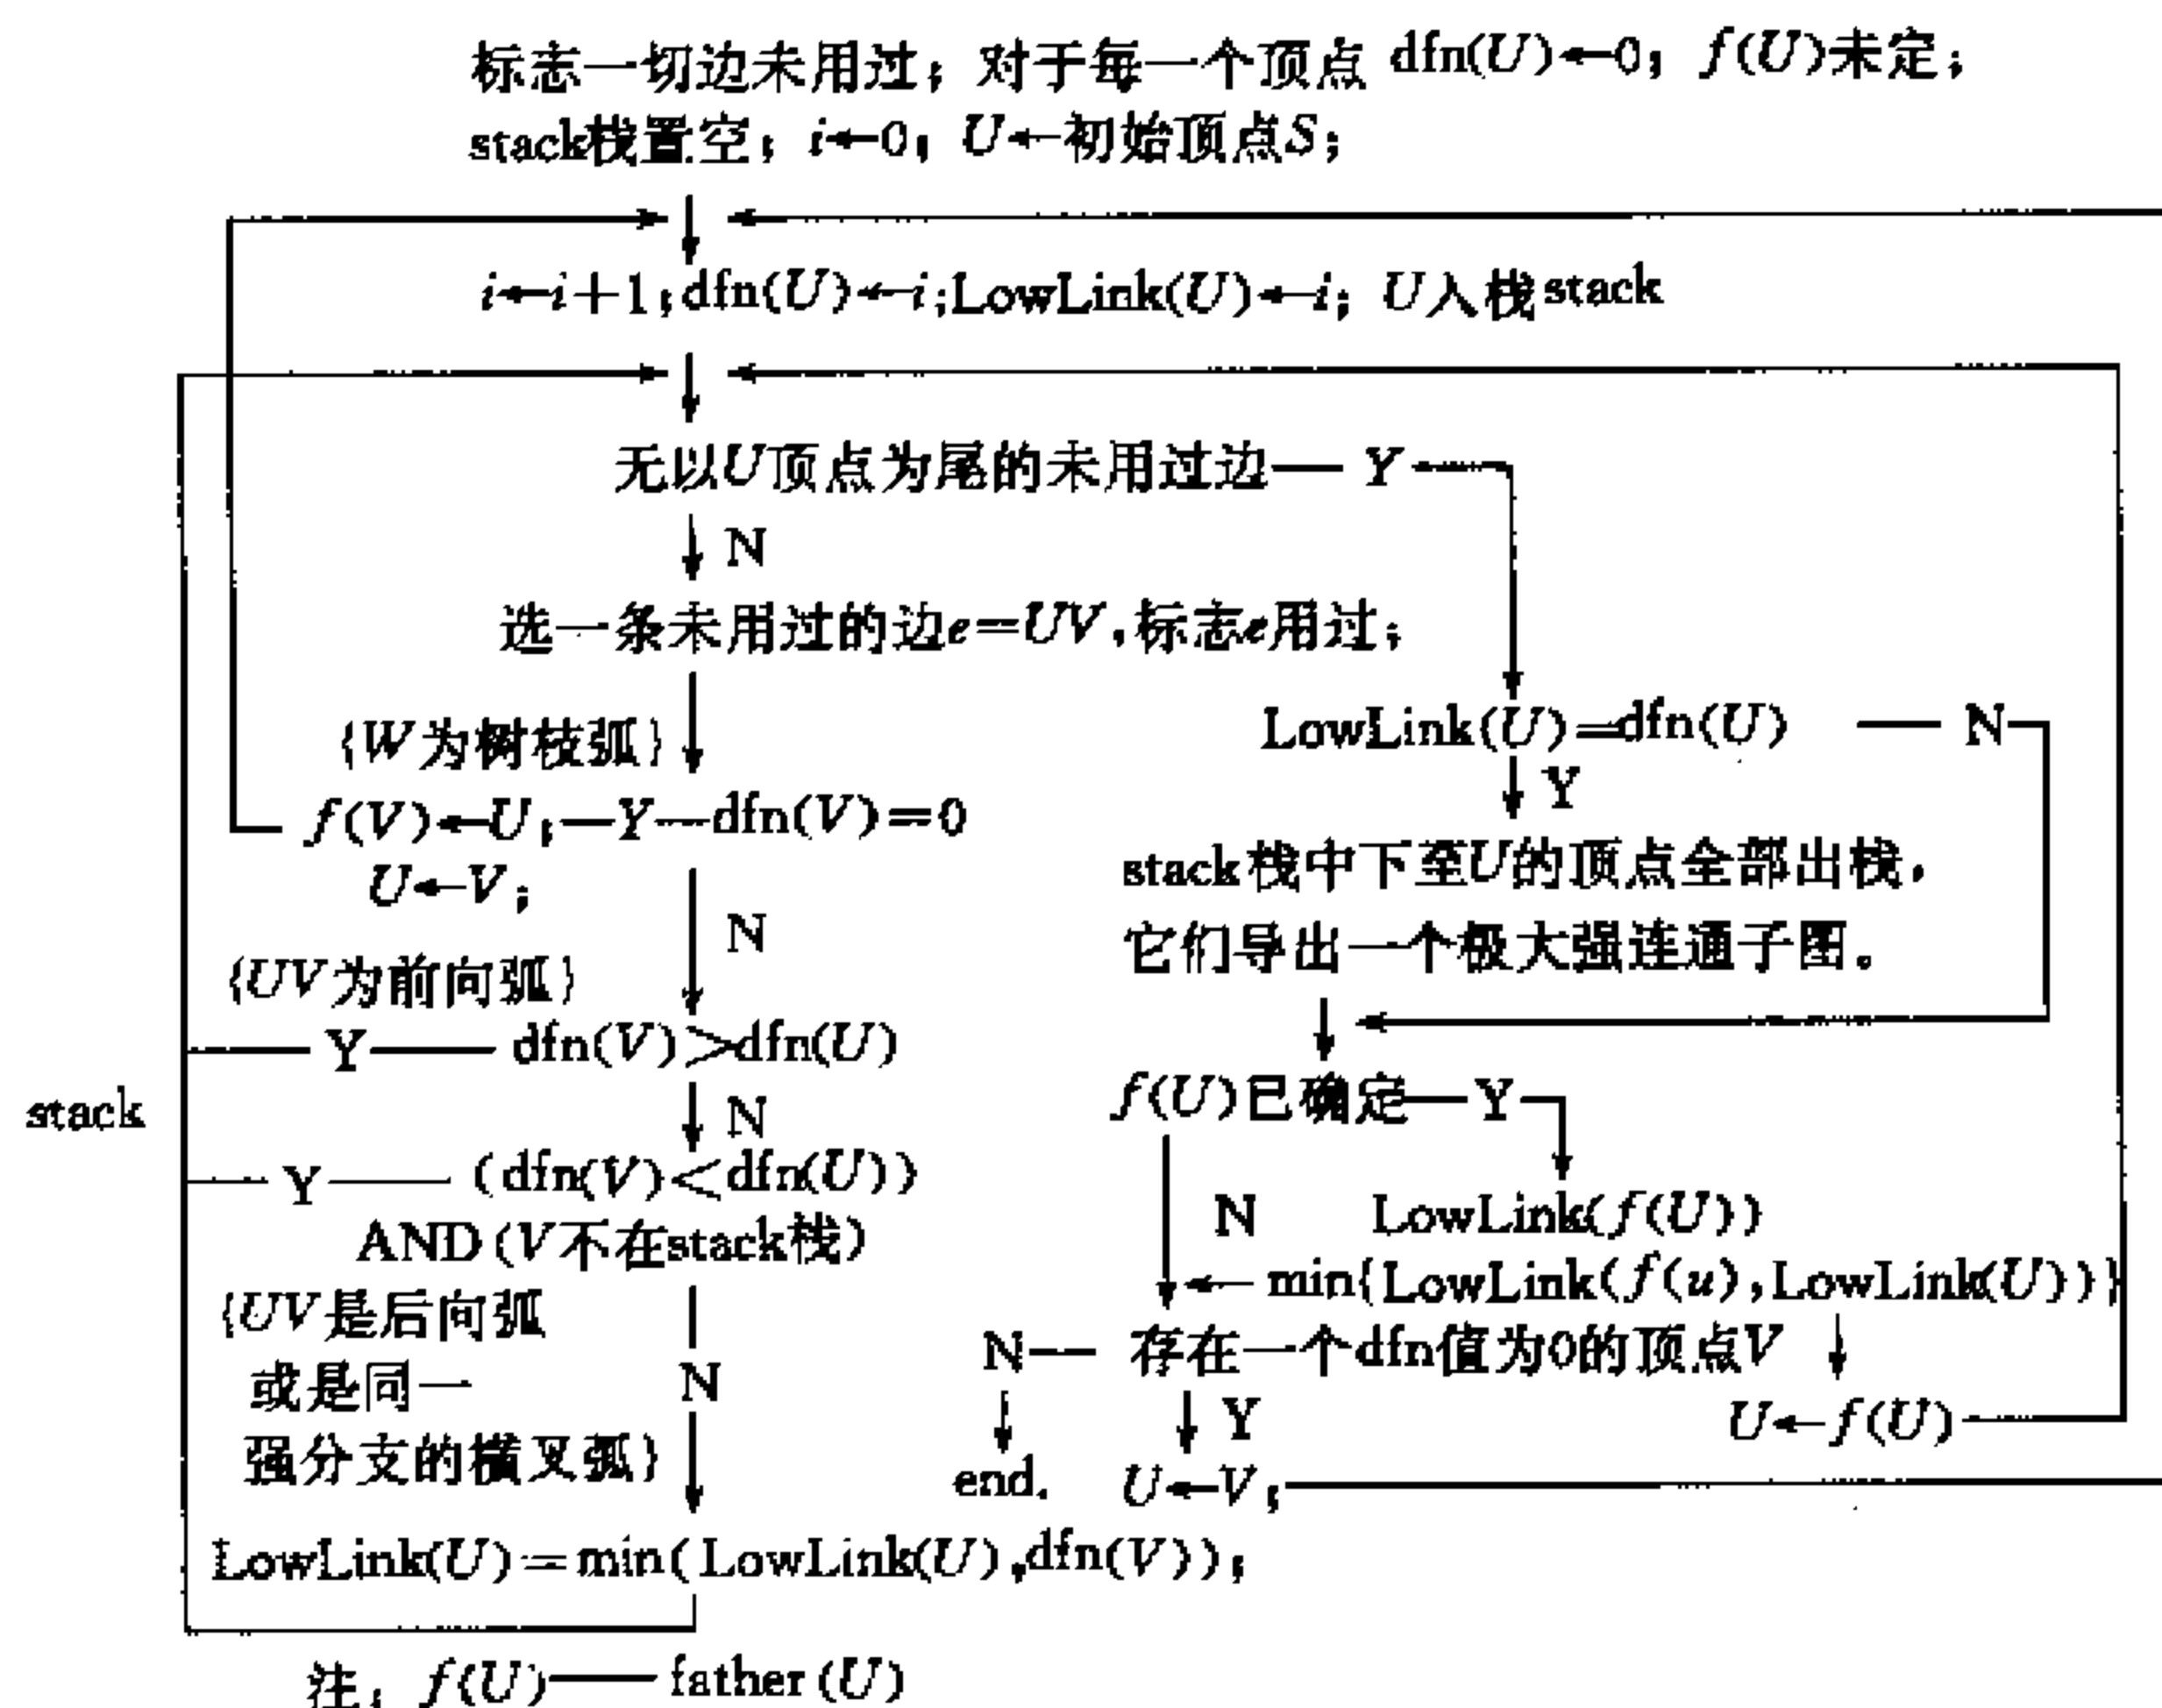 标志一切边未用过；对于每一个顶点 dfn(U)←0；f(U)未定；
stack栈置空；i←0；U←初始顶点S；
i←i+1;dfn(U)←i;LowLink(U)←i；U入栈stack
无以U顶点为尾的未用过边 Y
N
选一条未用过的边e=UV,标志e用过；
{W为树枝弧}
LowLink(U)=dfn(U) N
Y
f(V)←U；Y dfn(V)=0
U←V；
stack栈中下至U的顶点全部出栈，
N
它们导出一个极大强连通子图。
{UV为前向弧}
Y dfn(V)>dfn(U)
N
stack
f(U)已确定 Y
Y (dfn(V)<dfn(U))
AND(V不在stack栈)
N
LowLink(f(U))
←min{LowLink(f(u),LowLink(U))}
{UV是后向弧
或是同一
强分支的横叉弧}
N
N 存在一个dfn值为0的顶点V
Y
U←f(U)
end.
U←V；
LowLink(U)=min(LowLink(U),dfn(V))；
注：f(U)——father(U)